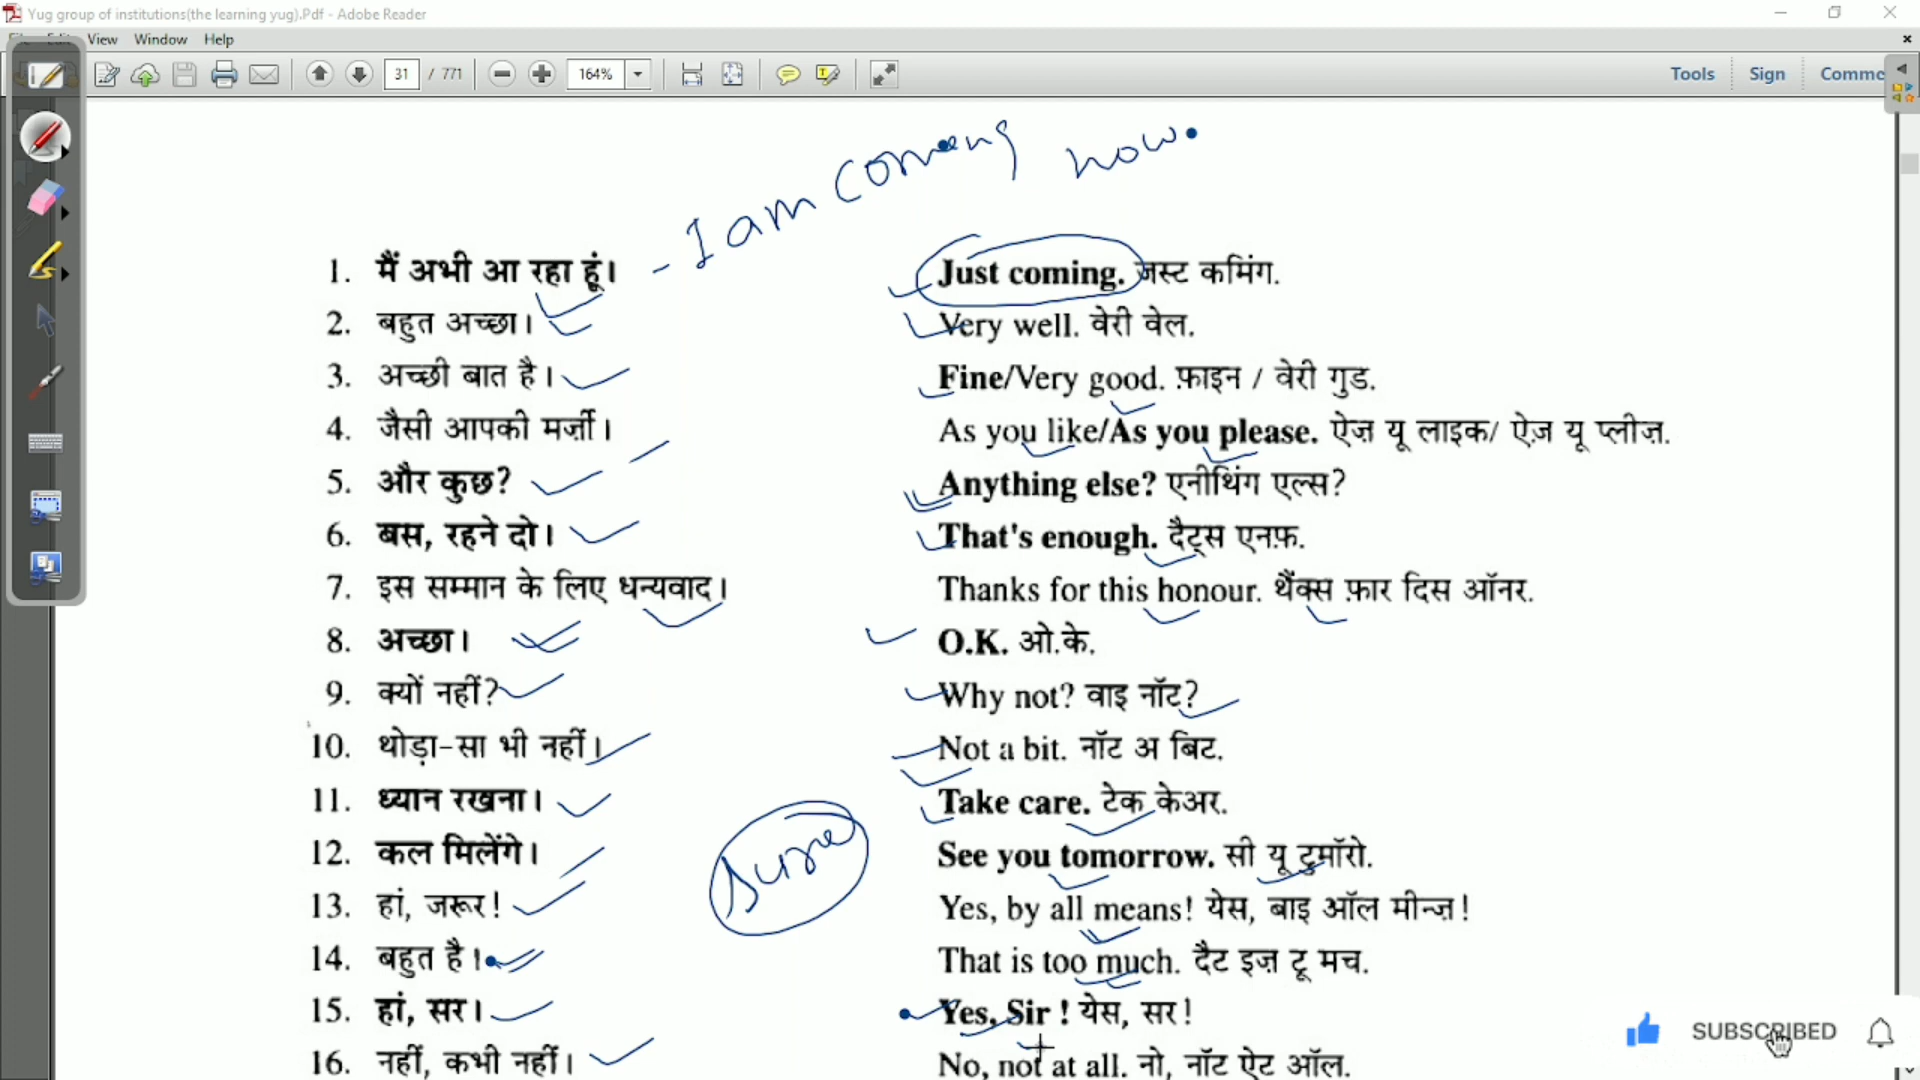 Yug group of institutions(the learning yug).Pdf - Adobe Reader
View Window Help
31 / 771 164% Tools Sign Comme
I am coming now.
1. मैं अभी आ रहा हूं। Just coming. जस्ट कमिंग.
2. बहुत अच्छा। Very well. वेरी वेल.
3. अच्छी बात है। Fine/Very good. फ़ाइन / वेरी गुड.
4. जैसी आपकी मर्ज़ी। As you like/As you please. ऐज़ यू लाइक/ ऐज़ यू प्लीज़.
5. और कुछ? Anything else? एनीथिंग एल्स?
6. बस, रहने दो। That's enough. दैट्स एनफ़.
7. इस सम्मान के लिए धन्यवाद। Thanks for this honour. थैंक्स फ़ार दिस ऑनर.
8. अच्छा। O.K. ओ.के.
9. क्यों नहीं? Why not? वाइ नॉट?
10. थोड़ा-सा भी नहीं। Not a bit. नॉट अ बिट.
11. ध्यान रखना। Take care. टेक केअर.
12. कल मिलेंगे। See you tomorrow. सी यू टुमॉरो.
sure
13. हां, जरूर! Yes, by all means! येस, बाइ ऑल मीन्ज़!
14. बहुत है। That is too much. दैट इज़ टू मच.
15. हां, सर। Yes, Sir ! येस, सर!
16. नहीं, कभी नहीं। No, not at all. नो, नॉट ऐट ऑल.
SUBSCRIBED